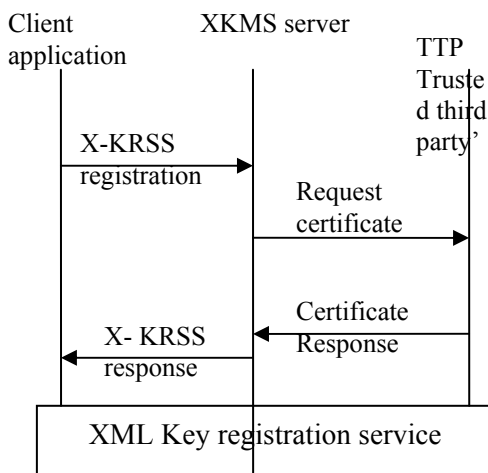 Client
application
XKMS server
TTP
Truste
d third
party’
X-KRSS
registration
Request
certificate
Certificate
Response
X- KRSS
response
XML Key registration service